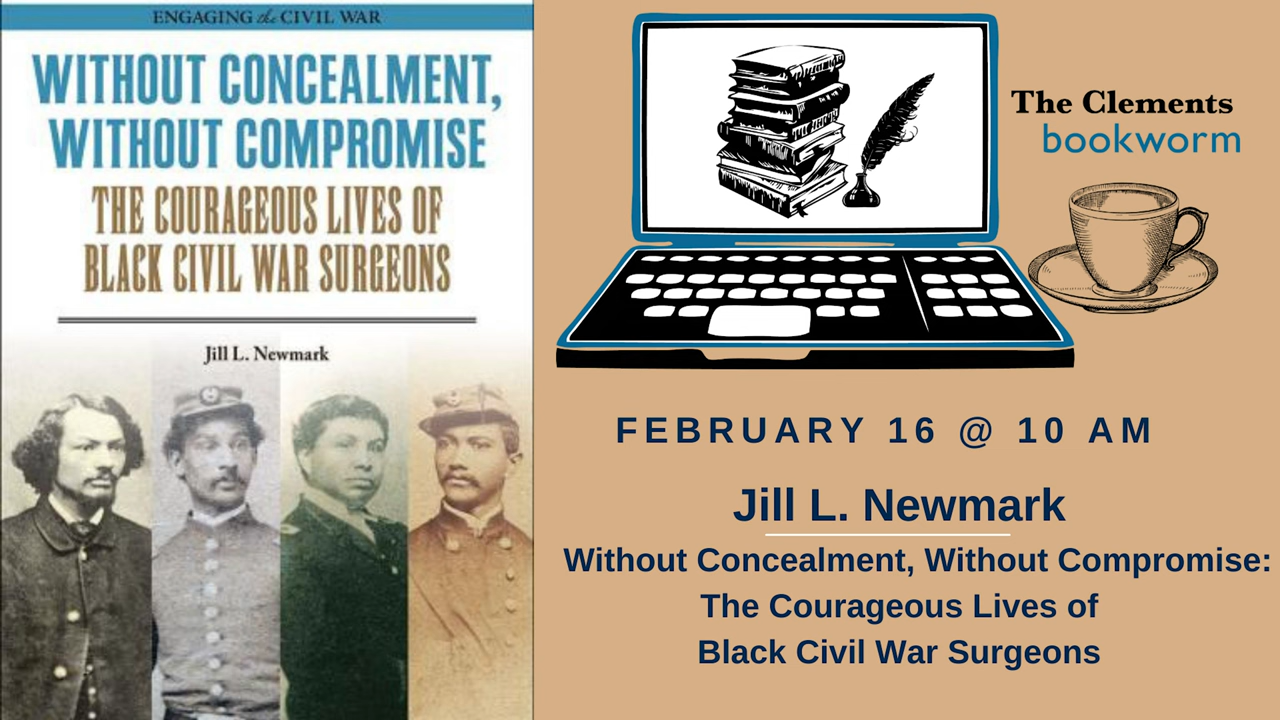 ENGAGING the CIVIL WAR
WITHOUT CONCEALMENT,
WITHOUT COMPROMISE
THE COURAGEOUS LIVES OF
BLACK CIVIL WAR SURGEONS
Jill L. Newmark
The Clements
bookworm
FEBRUARY 16 @ 10 AM
Jill L. Newmark
Without Concealment, Without Compromise:
The Courageous Lives of
Black Civil War Surgeons